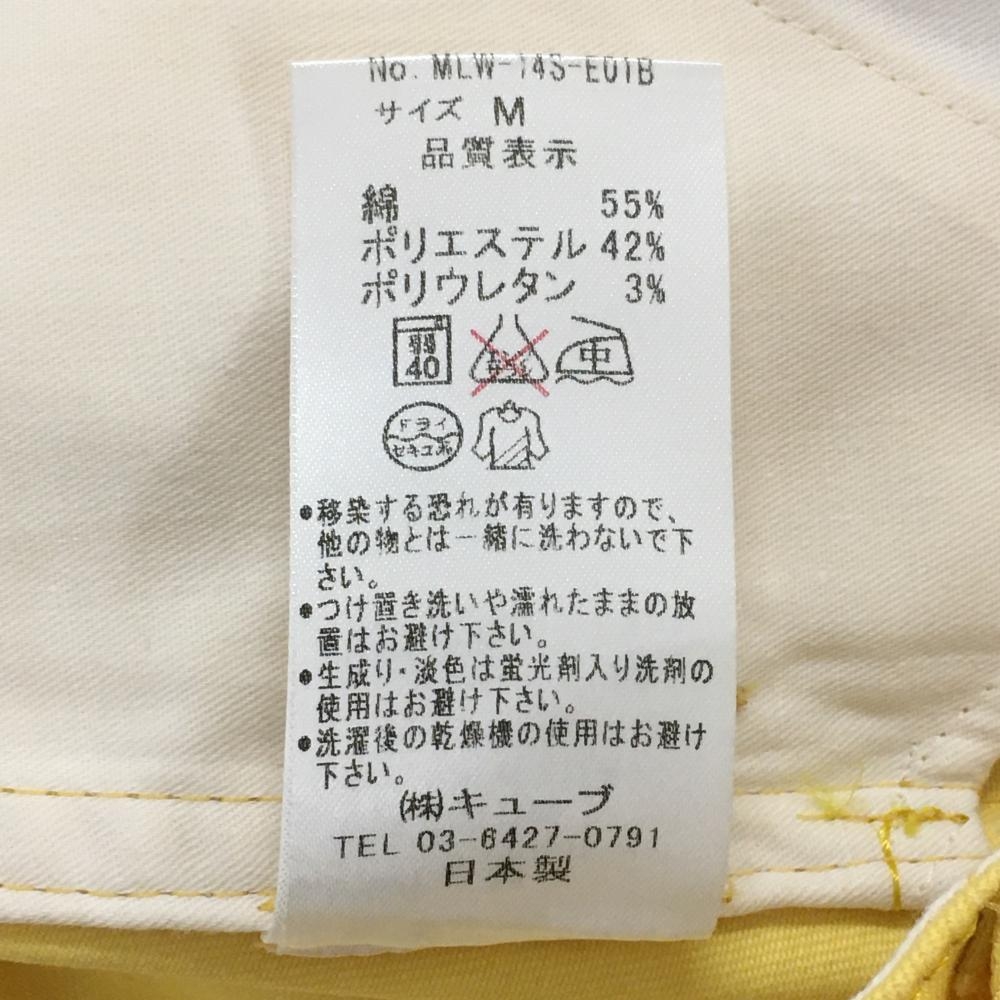 No. MLW-14S-E01B
サイズ M
品質表示
綿 55%
ポリエステル 42%
ポリウレタン 3%
弱
40
中
ドライ
セキユ系
●移染する恐れが有りますので、
他の物とは一緒に洗わないで下
さい。
●つけ置き洗いや濡れたままの放
置はお避け下さい。
●生成り・淡色は蛍光剤入り洗剤の
使用はお避け下さい。
●洗濯後の乾燥機の使用はお避け
下さい。
(株)キューブ
TEL 03-6427-0791
日本製